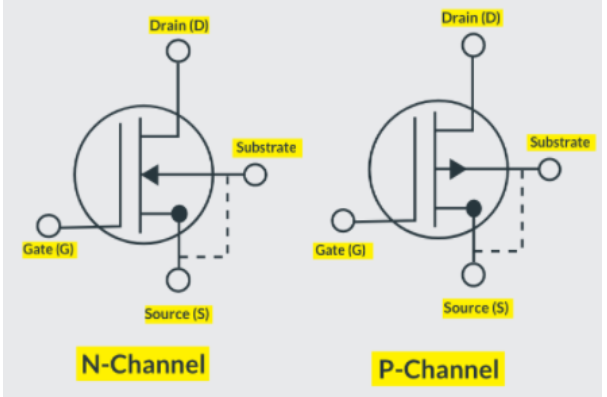 Drain (D)
Substrate
Gate (G)
Source (S)
N-Channel
Drain (D)
Substrate
Gate (G)
Source (S)
P-Channel